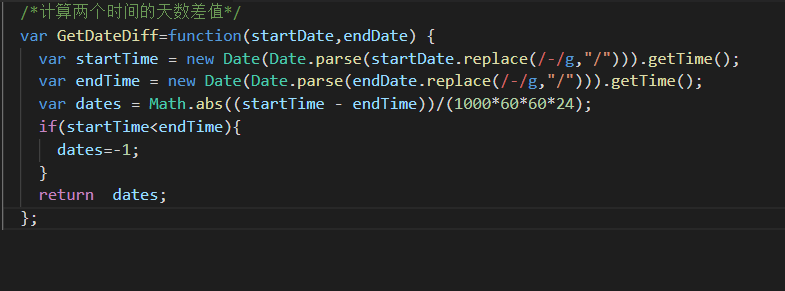 /*计算两个时间的天数差值*/
var GetDateDiff=function(startDate,endDate) {
  var startTime = new Date(Date.parse(startDate.replace(/-/g,"/"))).getTime();
  var endTime = new Date(Date.parse(endDate.replace(/-/g,"/"))).getTime();
  var dates = Math.abs((startTime - endTime))/(1000*60*60*24);
  if(startTime<endTime){
    dates=-1;
  }
  return  dates;
};